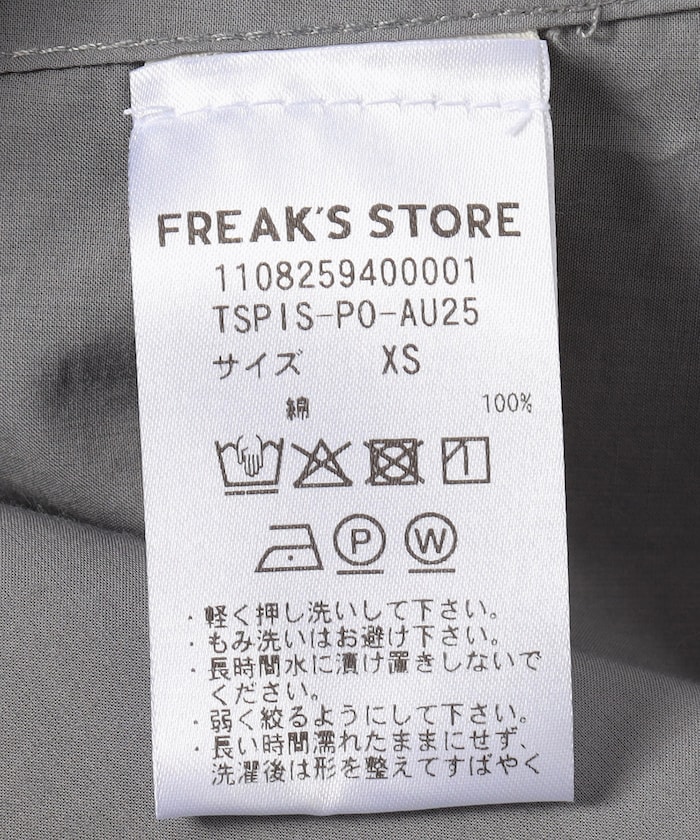 FREAK'S STORE
1108259400001
TSPIS-PO-AU25
サイズ XS
綿 100%
P W
・軽く押し洗いして下さい。
・もみ洗いはお避け下さい。
・長時間水に漬け置きしないで
ください。
・弱く絞るようにして下さい。
・長い時間濡れたままにせず、
洗濯後は形を整えてすばやく